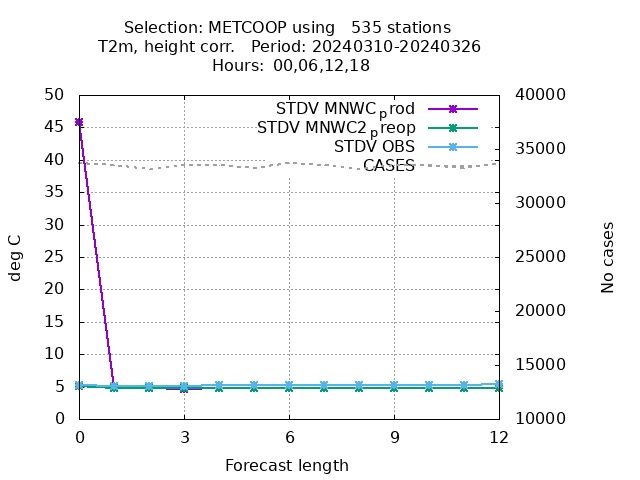 Selection: METCOOP using   535 stations
T2m, height corr.   Period: 20240310-20240326
Hours:  00,06,12,18
50
45
40
35
30
25
20
15
10
5
0
deg C
40000
35000
30000
25000
20000
15000
10000
No cases
STDV MNWCprod
STDV MNWC2preop
STDV OBS
CASES
0 3 6 9 12
Forecast length